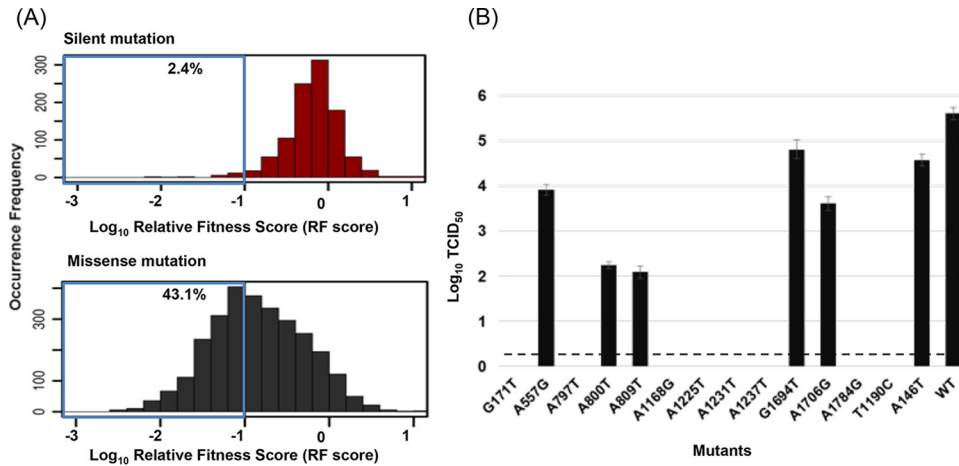 (A)
Silent mutation
2.4%
300
200
100
0
-3 -2 -1 0 1
Log10 Relative Fitness Score (RF score)
Missense mutation
43.1%
300
100
0
-3 -2 -1 0 1
Log10 Relative Fitness Score (RF score)
Occurrence Frequency
(B)
6
5
4
3
2
1
0
Log10 TCID50
G171T A557G A797T A800T A809T A1168G A1225T A1231T A1237T G1694T A1706G A1784G T1190C A146T WT
Mutants